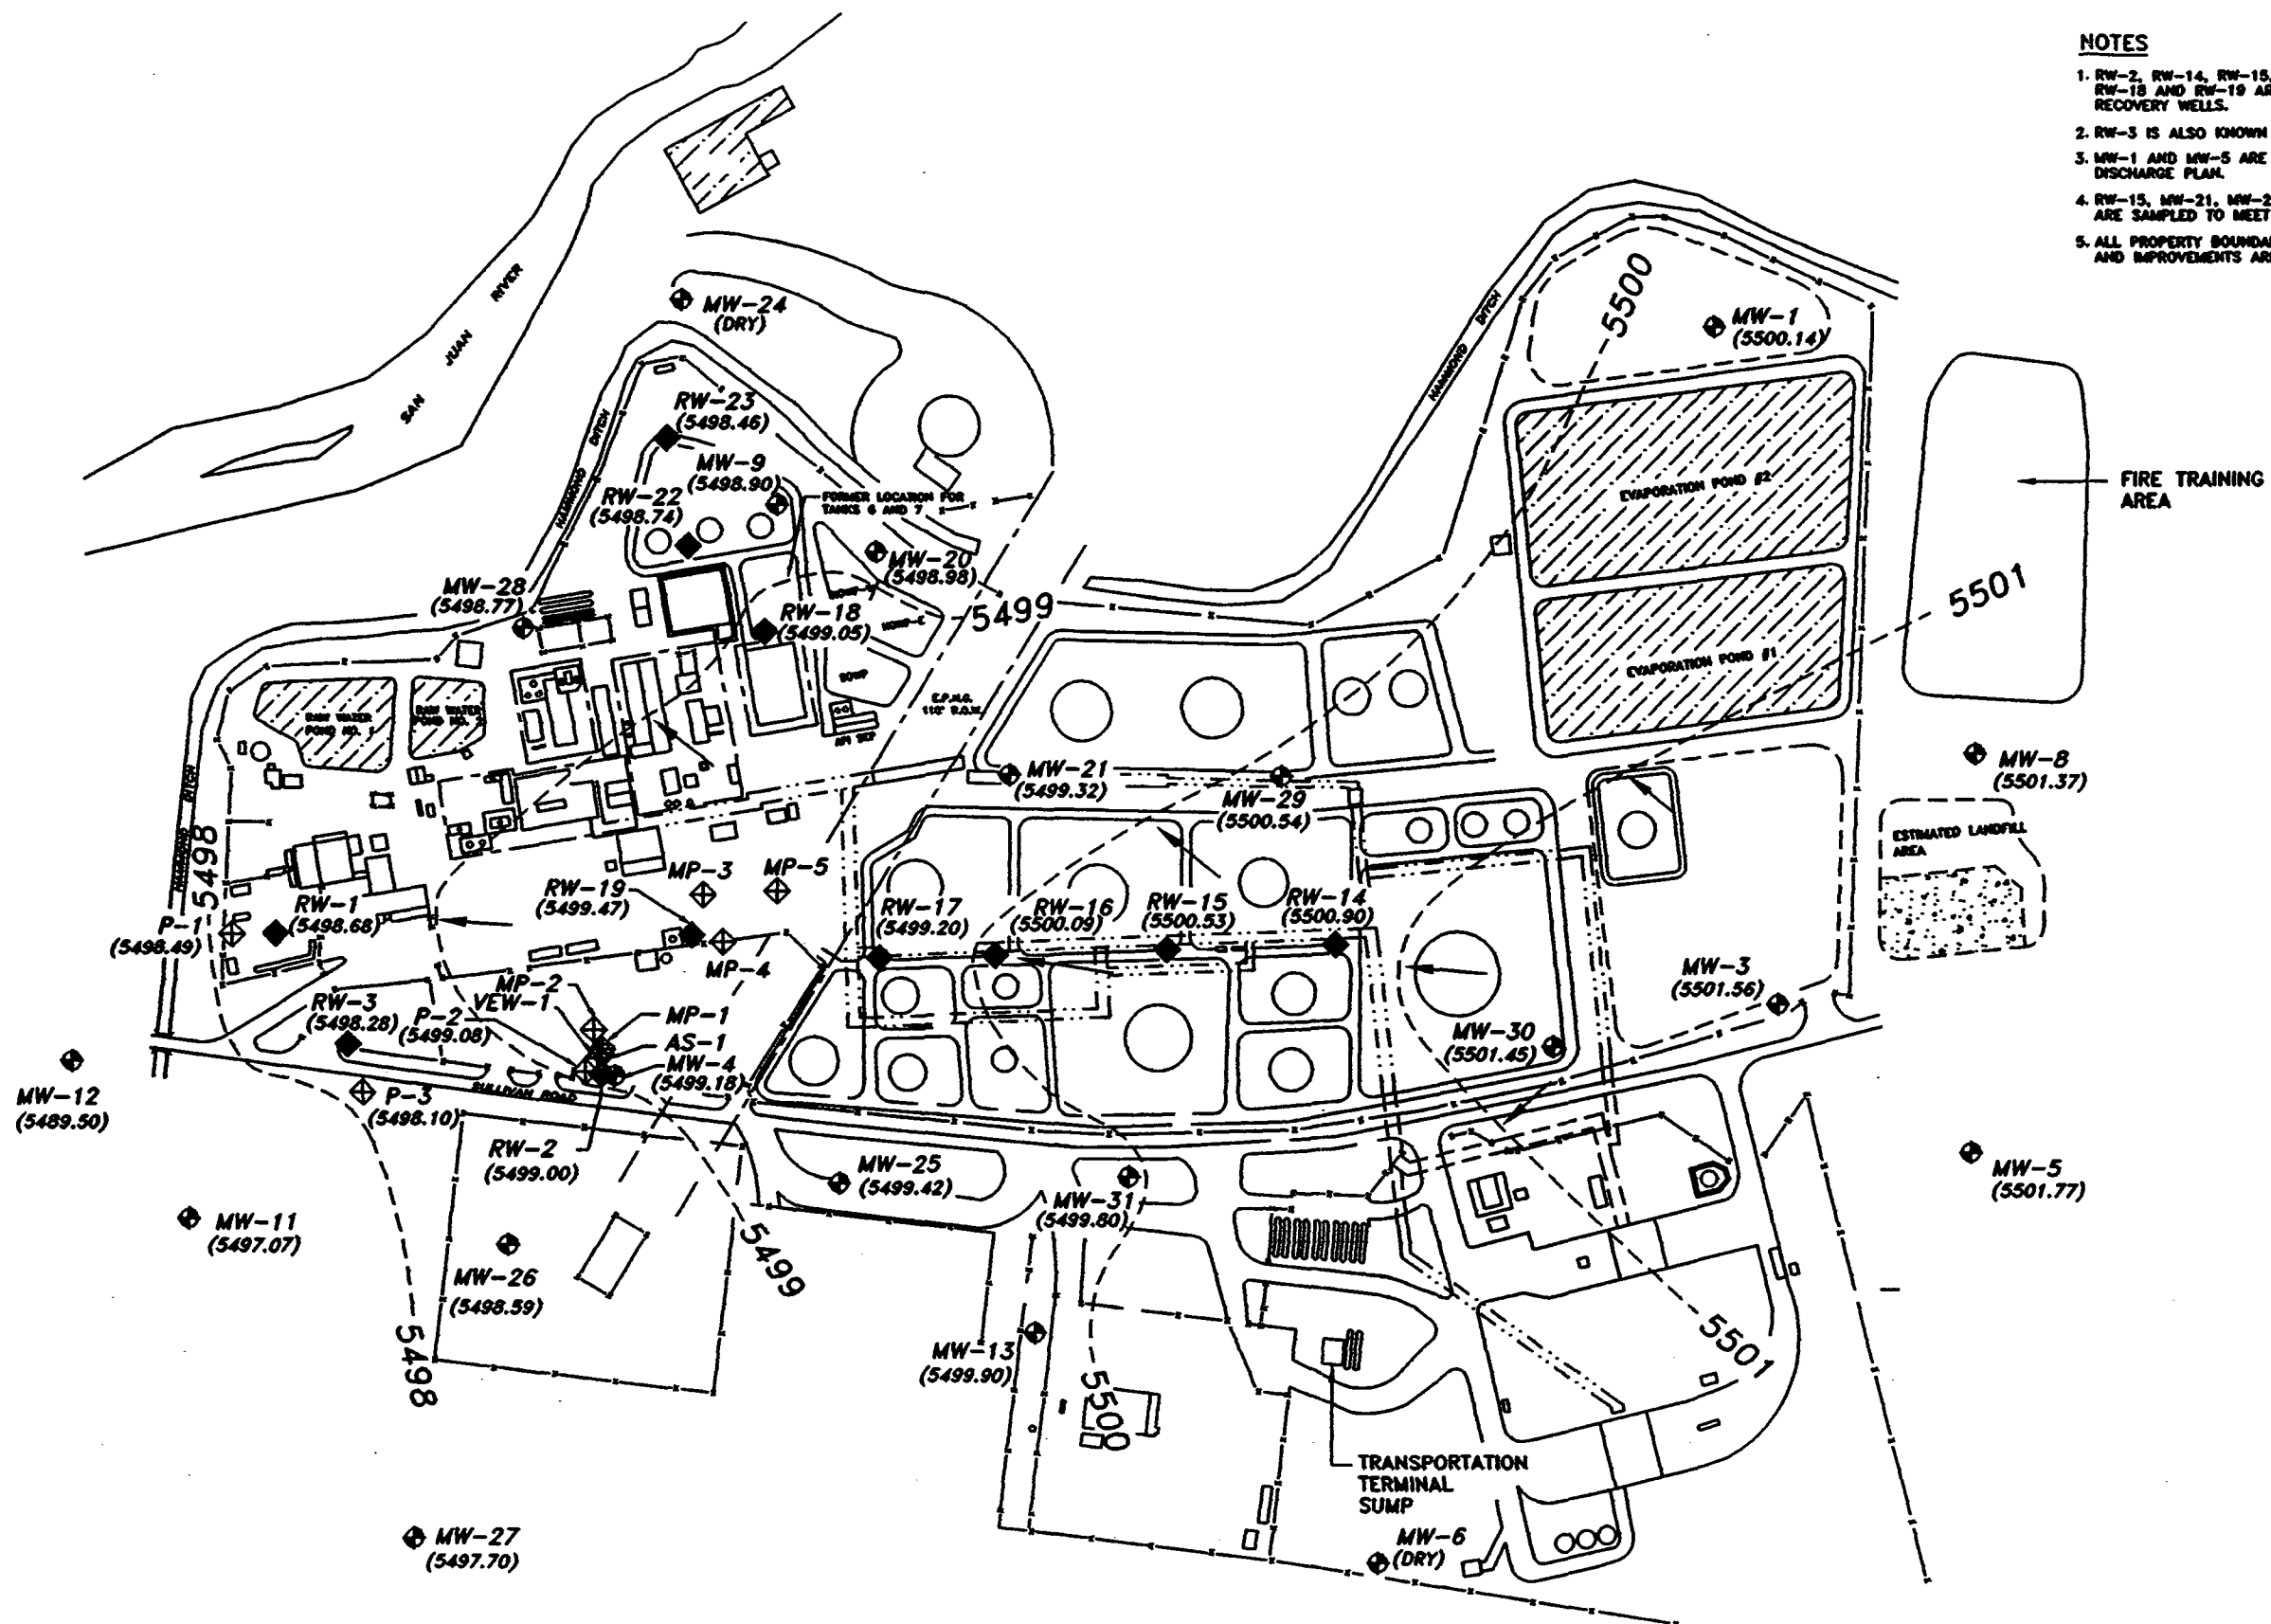 NOTES
1. RW-2, RW-14, RW-15,
RW-18 AND RW-19 AR
RECOVERY WELLS.
2. RW-3 IS ALSO KNOWN
3. MW-1 AND MW-5 ARE
DISCHARGE PLAN.
4. RW-15, MW-21, MW-2
ARE SAMPLED TO MEET
5. ALL PROPERTY BOUNDA
AND IMPROVEMENTS AR
SAN JUAN RIVER
MW-24
(DRY)
HAMMOND DITCH
5500
MW-1
(5500.14)
RW-23
(5498.46)
MW-9
(5498.90)
RW-22
(5498.74)
FORMER LOCATION FOR
TANKS 6 AND 7
HAMMOND DITCH
EVAPORATION POND #2
FIRE TRAINING
AREA
MW-20
(5498.98)
MW-28
(5498.77)
RW-18
(5499.05)
5499
5501
EVAPORATION POND #1
RAW WATER
POND NO. 1
RAW WATER
POND NO. 2
E.P.N.G.
110' R.O.W.
API SEP
MW-21
(5499.32)
MW-29
(5500.54)
MW-8
(5501.37)
ESTIMATED LANDFILL
AREA
HAMMOND DITCH
5498
MP-3
MP-5
RW-19
(5499.47)
RW-1
(5498.68)
P-1
(5498.49)
RW-17
(5499.20)
RW-16
(5500.09)
RW-15
(5500.53)
RW-14
(5500.90)
MP-4
MP-2
VEW-1
MW-3
(5501.56)
RW-3
(5498.28)
P-2
(5499.08)
MP-1
AS-1
MW-4
(5499.18)
MW-30
(5501.45)
SULLIVAN ROAD
MW-12
(5489.50)
P-3
(5498.10)
RW-2
(5499.00)
MW-25
(5499.42)
MW-31
(5499.80)
MW-5
(5501.77)
MW-11
(5497.07)
MW-26
(5498.59)
5499
5498
MW-13
(5499.90)
5500
5501
TRANSPORTATION
TERMINAL
SUMP
MW-27
(5497.70)
MW-6
(DRY)